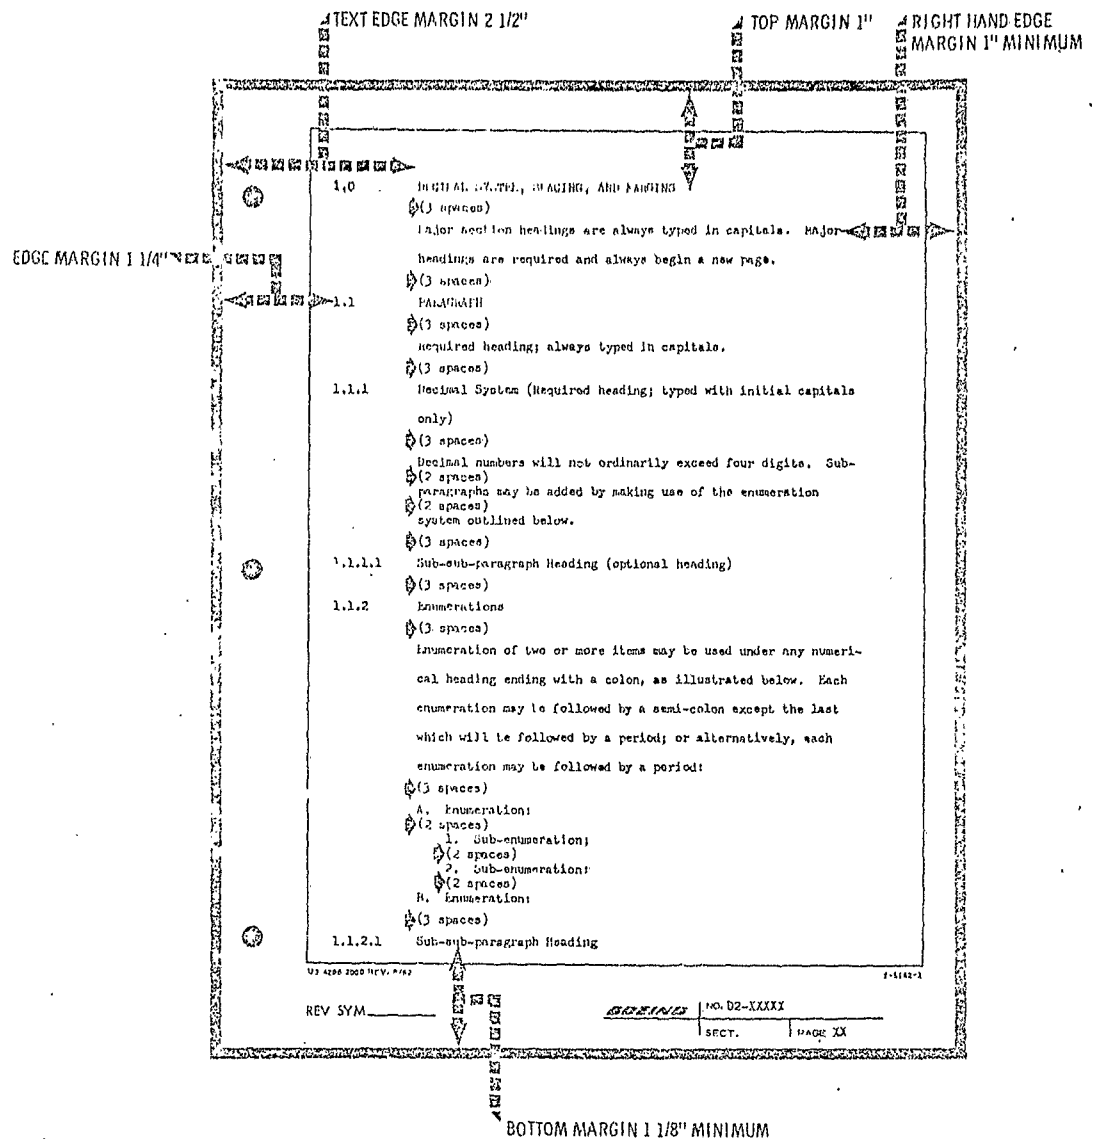 TEXT EDGE MARGIN 2 1/2"
TOP MARGIN 1"
RIGHT HAND EDGE
MARGIN 1" MINIMUM
1.0 DECIMAL SYSTEM, SPACING, AND MARGINS
(3 spaces)
Major section headings are always typed in capitals. Major
headings are required and always begin a new page.
(3 spaces)
EDGE MARGIN 1 1/4"
1.1 PARAGRAPH
(3 spaces)
Required heading; always typed in capitals.
(3 spaces)
1.1.1 Decimal System (Required heading; typed with initial capitals
only)
(3 spaces)
Decimal numbers will not ordinarily exceed four digits. Sub-
(2 spaces)
paragraphs may be added by making use of the enumeration
(2 spaces)
system outlined below.
(3 spaces)
1.1.1.1 Sub-sub-paragraph Heading (optional heading)
(3 spaces)
1.1.2 Enumerations
(3 spaces)
Enumeration of two or more items may be used under any numeri-
cal heading ending with a colon, as illustrated below. Each
enumeration may be followed by a semi-colon except the last
which will be followed by a period; or alternatively, each
enumeration may be followed by a period:
(3 spaces)
A. Enumeration:
(2 spaces)
1. Sub-enumeration;
(2 spaces)
2. Sub-enumeration:
(2 spaces)
B. Enumeration:
(3 spaces)
1.1.2.1 Sub-sub-paragraph Heading
U3 4288 2000 REV.
REV SYM
BOEING NO. D2-XXXXX
SECT. PAGE XX
BOTTOM MARGIN 1 1/8" MINIMUM